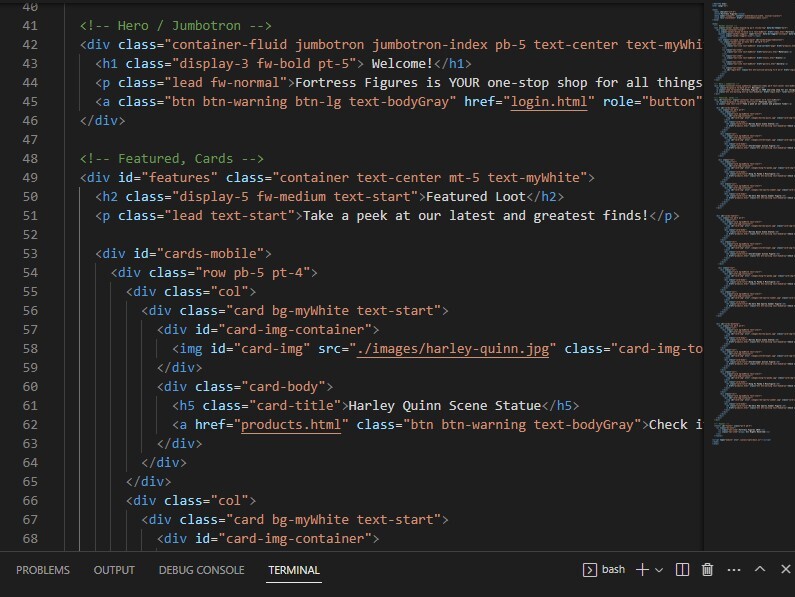 40
41 <!-- Hero / Jumbotron -->
42 <div class="container-fluid jumbotron jumbotron-index pb-5 text-center text-myWhi
43 <h1 class="display-3 fw-bold pt-5"> Welcome!</h1>
44 <p class="lead fw-normal">Fortress Figures is YOUR one-stop shop for all things
45 <a class="btn btn-warning btn-lg text-bodyGray" href="login.html" role="button"
46 </div>
47
48 <!-- Featured, Cards -->
49 <div id="features" class="container text-center mt-5 text-myWhite">
50 <h2 class="display-5 fw-medium text-start">Featured Loot</h2>
51 <p class="lead text-start">Take a peek at our latest and greatest finds!</p>
52
53 <div id="cards-mobile">
54 <div class="row pb-5 pt-4">
55 <div class="col">
56 <div class="card bg-myWhite text-start">
57 <div id="card-img-container">
58 <img id="card-img" src="./images/harley-quinn.jpg" class="card-img-to
59 </div>
60 <div class="card-body">
61 <h5 class="card-title">Harley Quinn Scene Statue</h5>
62 <a href="products.html" class="btn btn-warning text-bodyGray">Check i
63 </div>
64 </div>
65 </div>
66 <div class="col">
67 <div class="card bg-myWhite text-start">
68 <div id="card-img-container">
PROBLEMS OUTPUT DEBUG CONSOLE TERMINAL bash